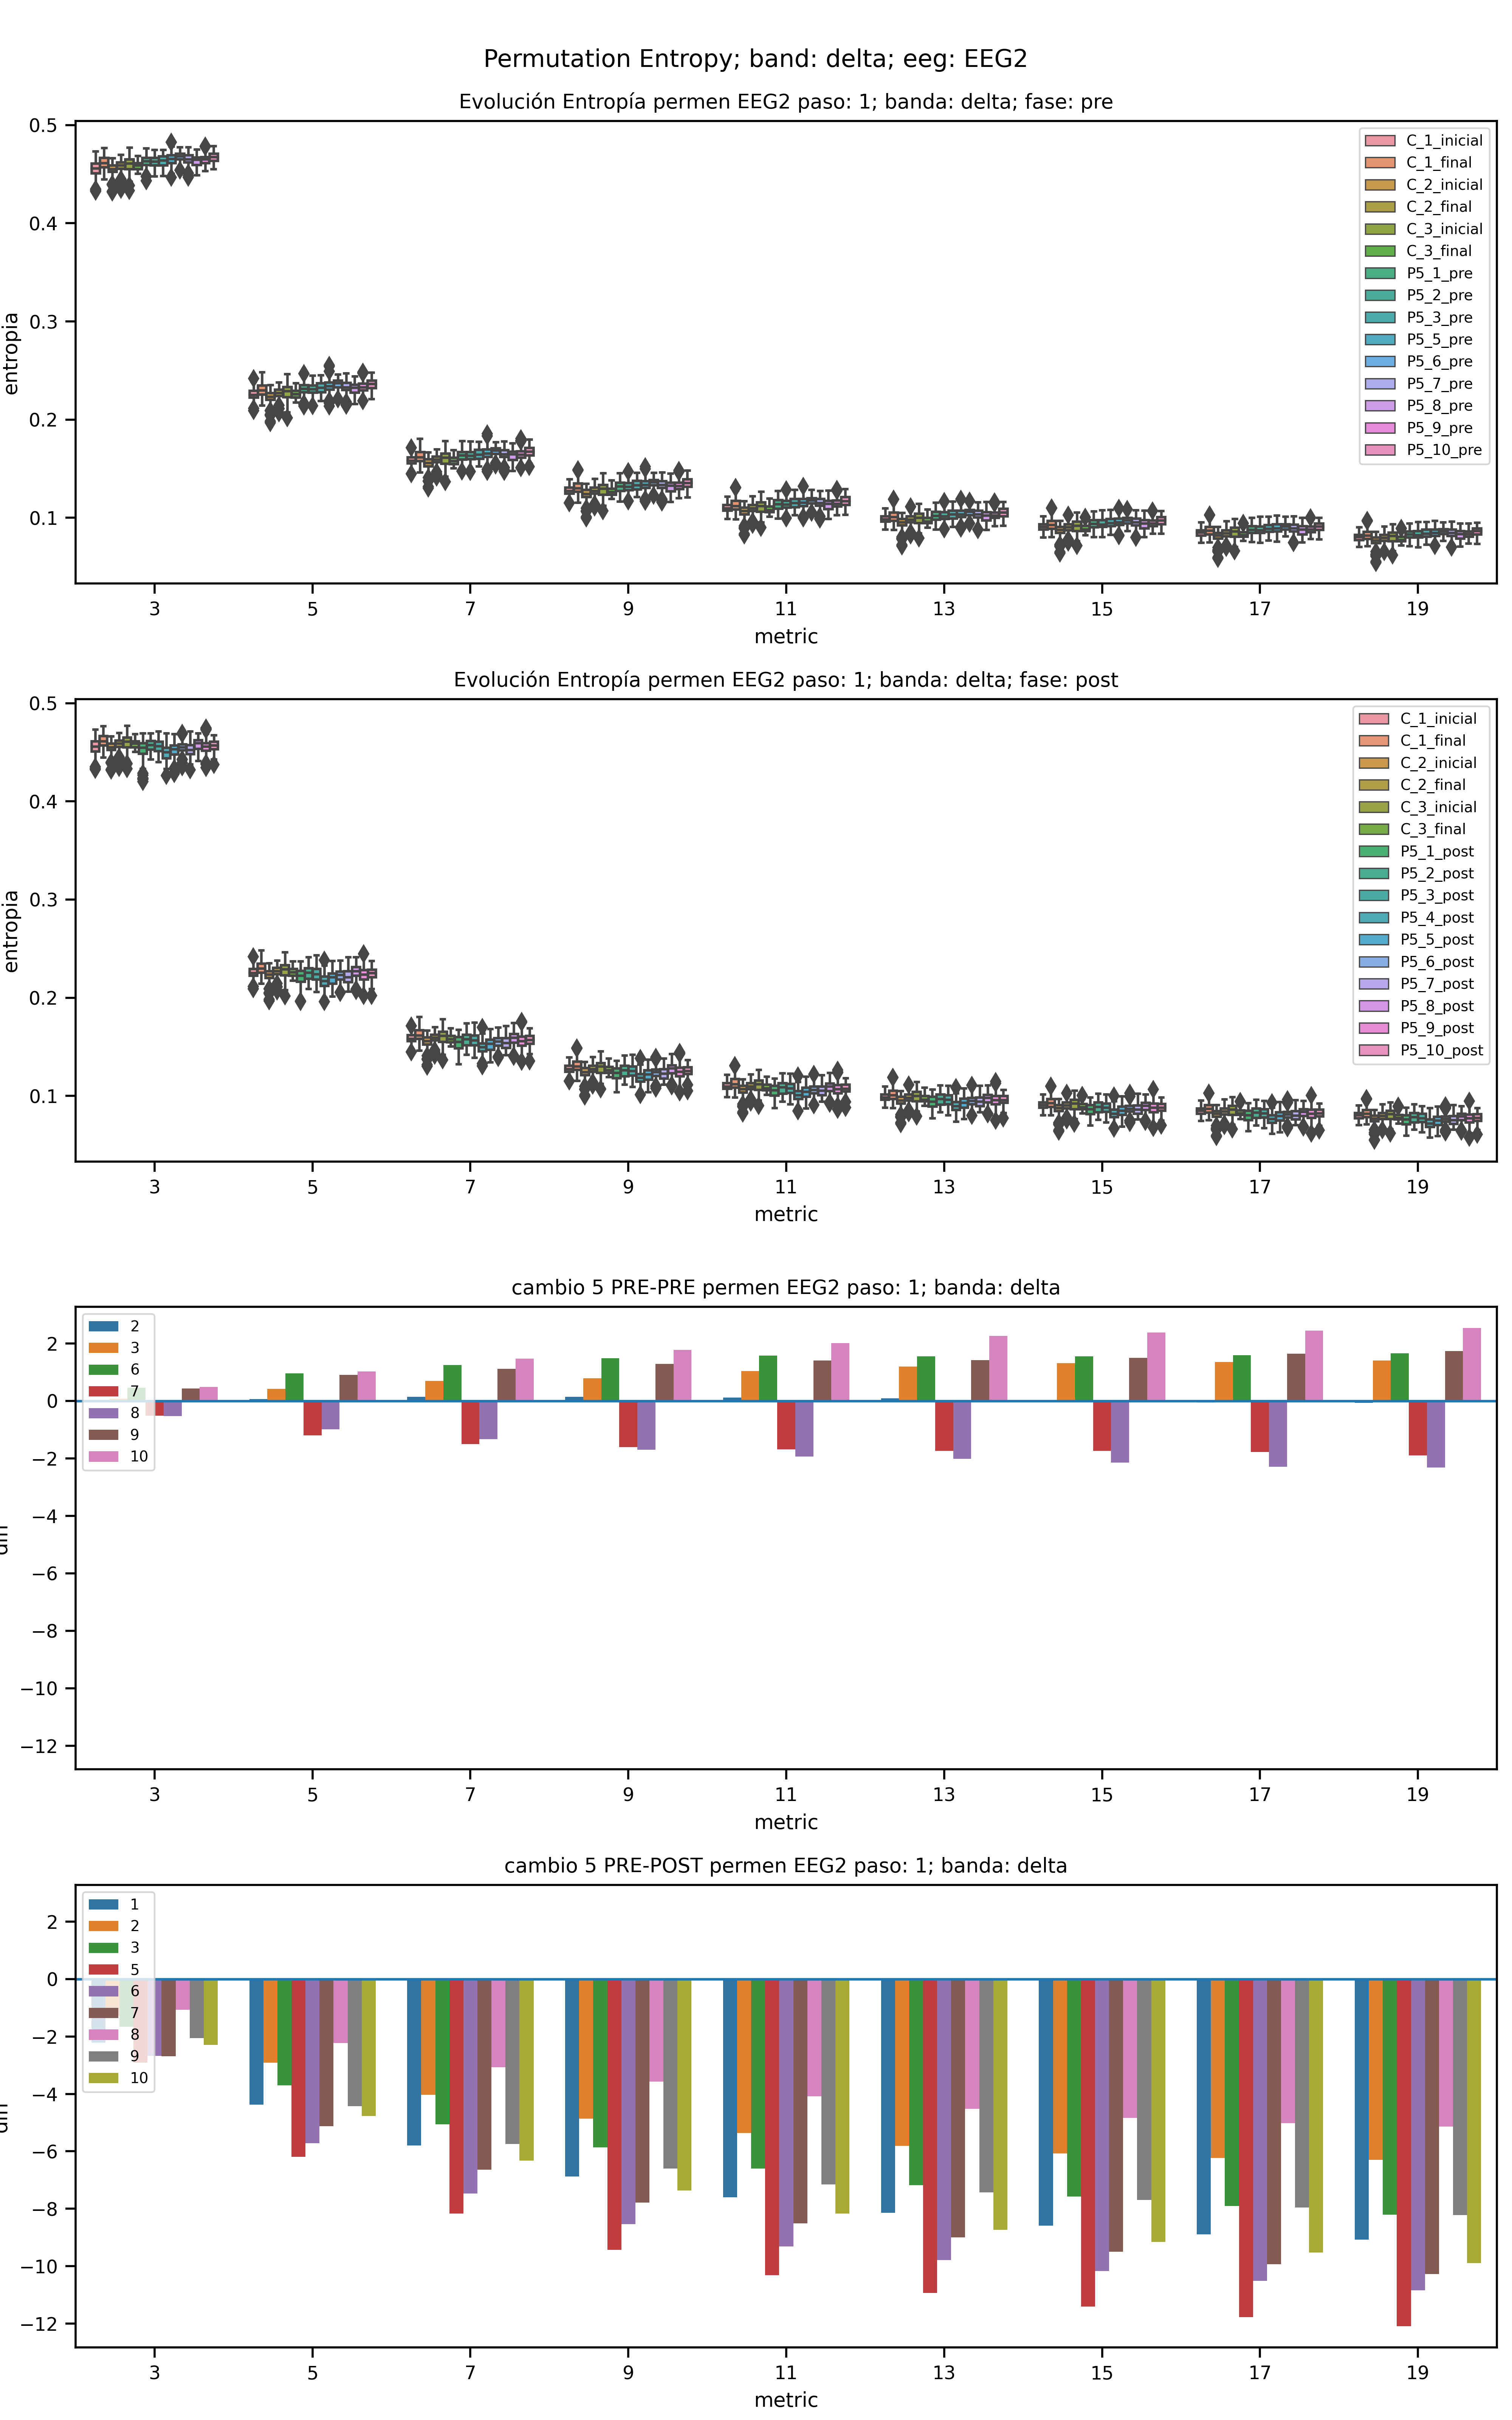 Permutation Entropy; band: delta; eeg: EEG2
Evolución Entropía permen EEG2 paso: 1; banda: delta; fase: pre
0.5
0.4
0.3
0.2
0.1
entropia
C_1_inicial
C_1_final
C_2_inicial
C_2_final
C_3_inicial
C_3_final
P5_1_pre
P5_2_pre
P5_3_pre
P5_5_pre
P5_6_pre
P5_7_pre
P5_8_pre
P5_9_pre
P5_10_pre
3 5 7 9 11 13 15 17 19
metric
Evolución Entropía permen EEG2 paso: 1; banda: delta; fase: post
0.5
0.4
0.3
0.2
0.1
entropia
C_1_inicial
C_1_final
C_2_inicial
C_2_final
C_3_inicial
C_3_final
P5_1_post
P5_2_post
P5_3_post
P5_4_post
P5_5_post
P5_6_post
P5_7_post
P5_8_post
P5_9_post
P5_10_post
3 5 7 9 11 13 15 17 19
metric
cambio 5 PRE-PRE permen EEG2 paso: 1; banda: delta
2
0
−2
−4
−6
−8
−10
−12
2
3
6
7
8
9
10
3 5 7 9 11 13 15 17 19
metric
cambio 5 PRE-POST permen EEG2 paso: 1; banda: delta
2
0
−2
−4
−6
−8
−10
−12
1
2
3
5
6
7
8
9
10
3 5 7 9 11 13 15 17 19
metric